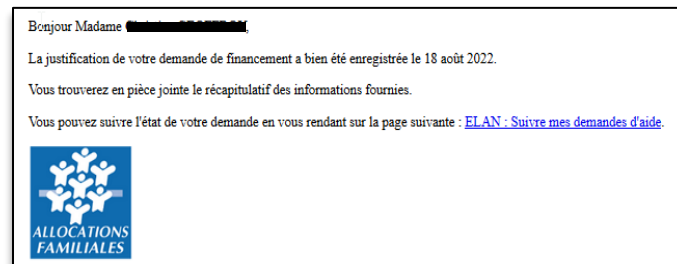 Bonjour Madame
La justification de votre demande de financement a bien été enregistrée le 18 août 2022.
Vous trouverez en pièce jointe le récapitulatif des informations fournies.
Vous pouvez suivre l'état de votre demande en vous rendant sur la page suivante : ELAN : Suivre mes demandes d'aide.
ALLOCATIONS
FAMILIALES